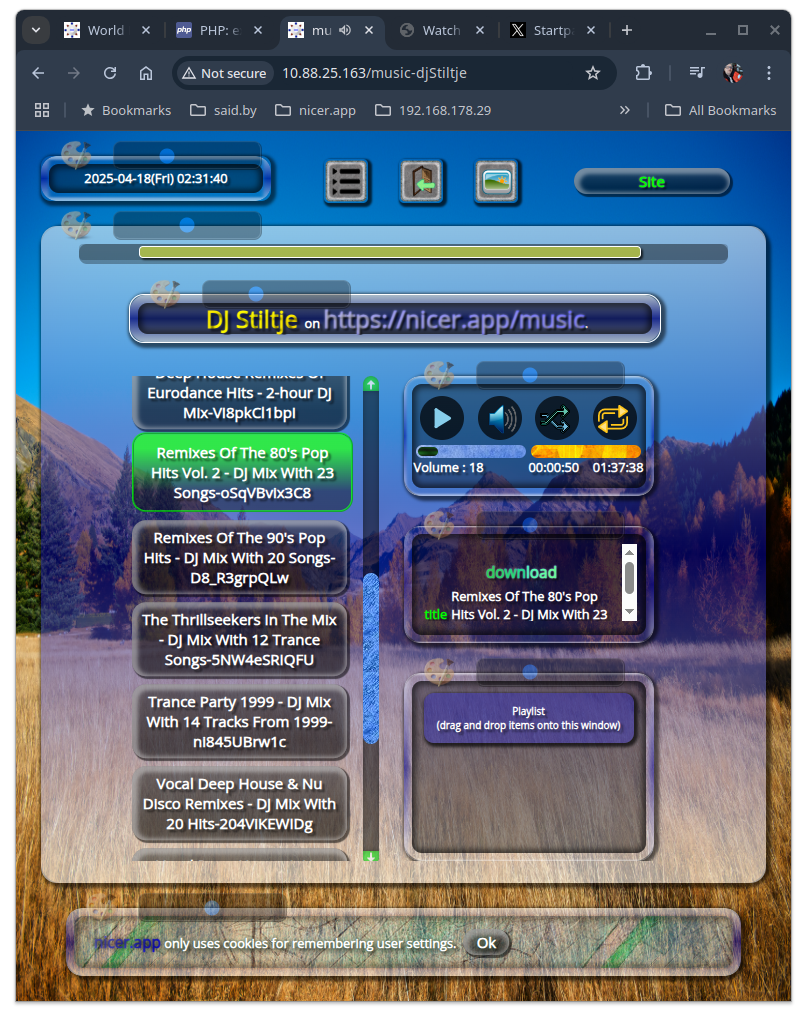 World
PHP: e
mu
Watch
Startp
Not secure
10.88.25.163/music-djStiltje
Bookmarks
said.by
nicer.app
192.168.178.29
All Bookmarks
2025-04-18(Fri) 02:31:40
Site
DJ Stiltje on https://nicer.app/music.
Deep House Remixes Of
Eurodance Hits - 2-hour DJ
Mix-VI8pkCl1bpI
Remixes Of The 80's Pop
Hits Vol. 2 - DJ Mix With 23
Songs-oSqVBvIx3C8
Remixes Of The 90's Pop
Hits - DJ Mix With 20 Songs-
D8_R3grpQLw
The Thrillseekers In The Mix
- DJ Mix With 12 Trance
Songs-5NW4eSRIQFU
Trance Party 1999 - DJ Mix
With 14 Tracks From 1999-
ni845UBrw1c
Vocal Deep House & Nu
Disco Remixes - DJ Mix With
20 Hits-204VIKEWIDg
Volume : 18
00:00:50
01:37:38
download
Remixes Of The 80's Pop
title Hits Vol. 2 - DJ Mix With 23
Playlist
(drag and drop items onto this window)
nicer.app only uses cookies for remembering user settings.
Ok